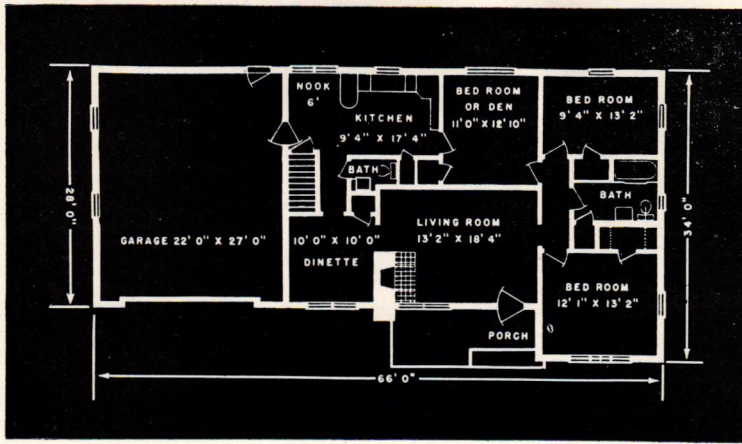 NOOK
6'
KITCHEN
9' 4" X 17' 4"
BED ROOM
OR DEN
11'0" X 12'10"
BED ROOM
9' 4" X 13' 2"
28' 0"
BATH
BATH
34' 0"
GARAGE 22' 0" X 27' 0"
10' 0" X 10' 0"
DINETTE
LIVING ROOM
13' 2" X 18' 4"
BED ROOM
12' 1" X 13' 2"
PORCH
66' 0"